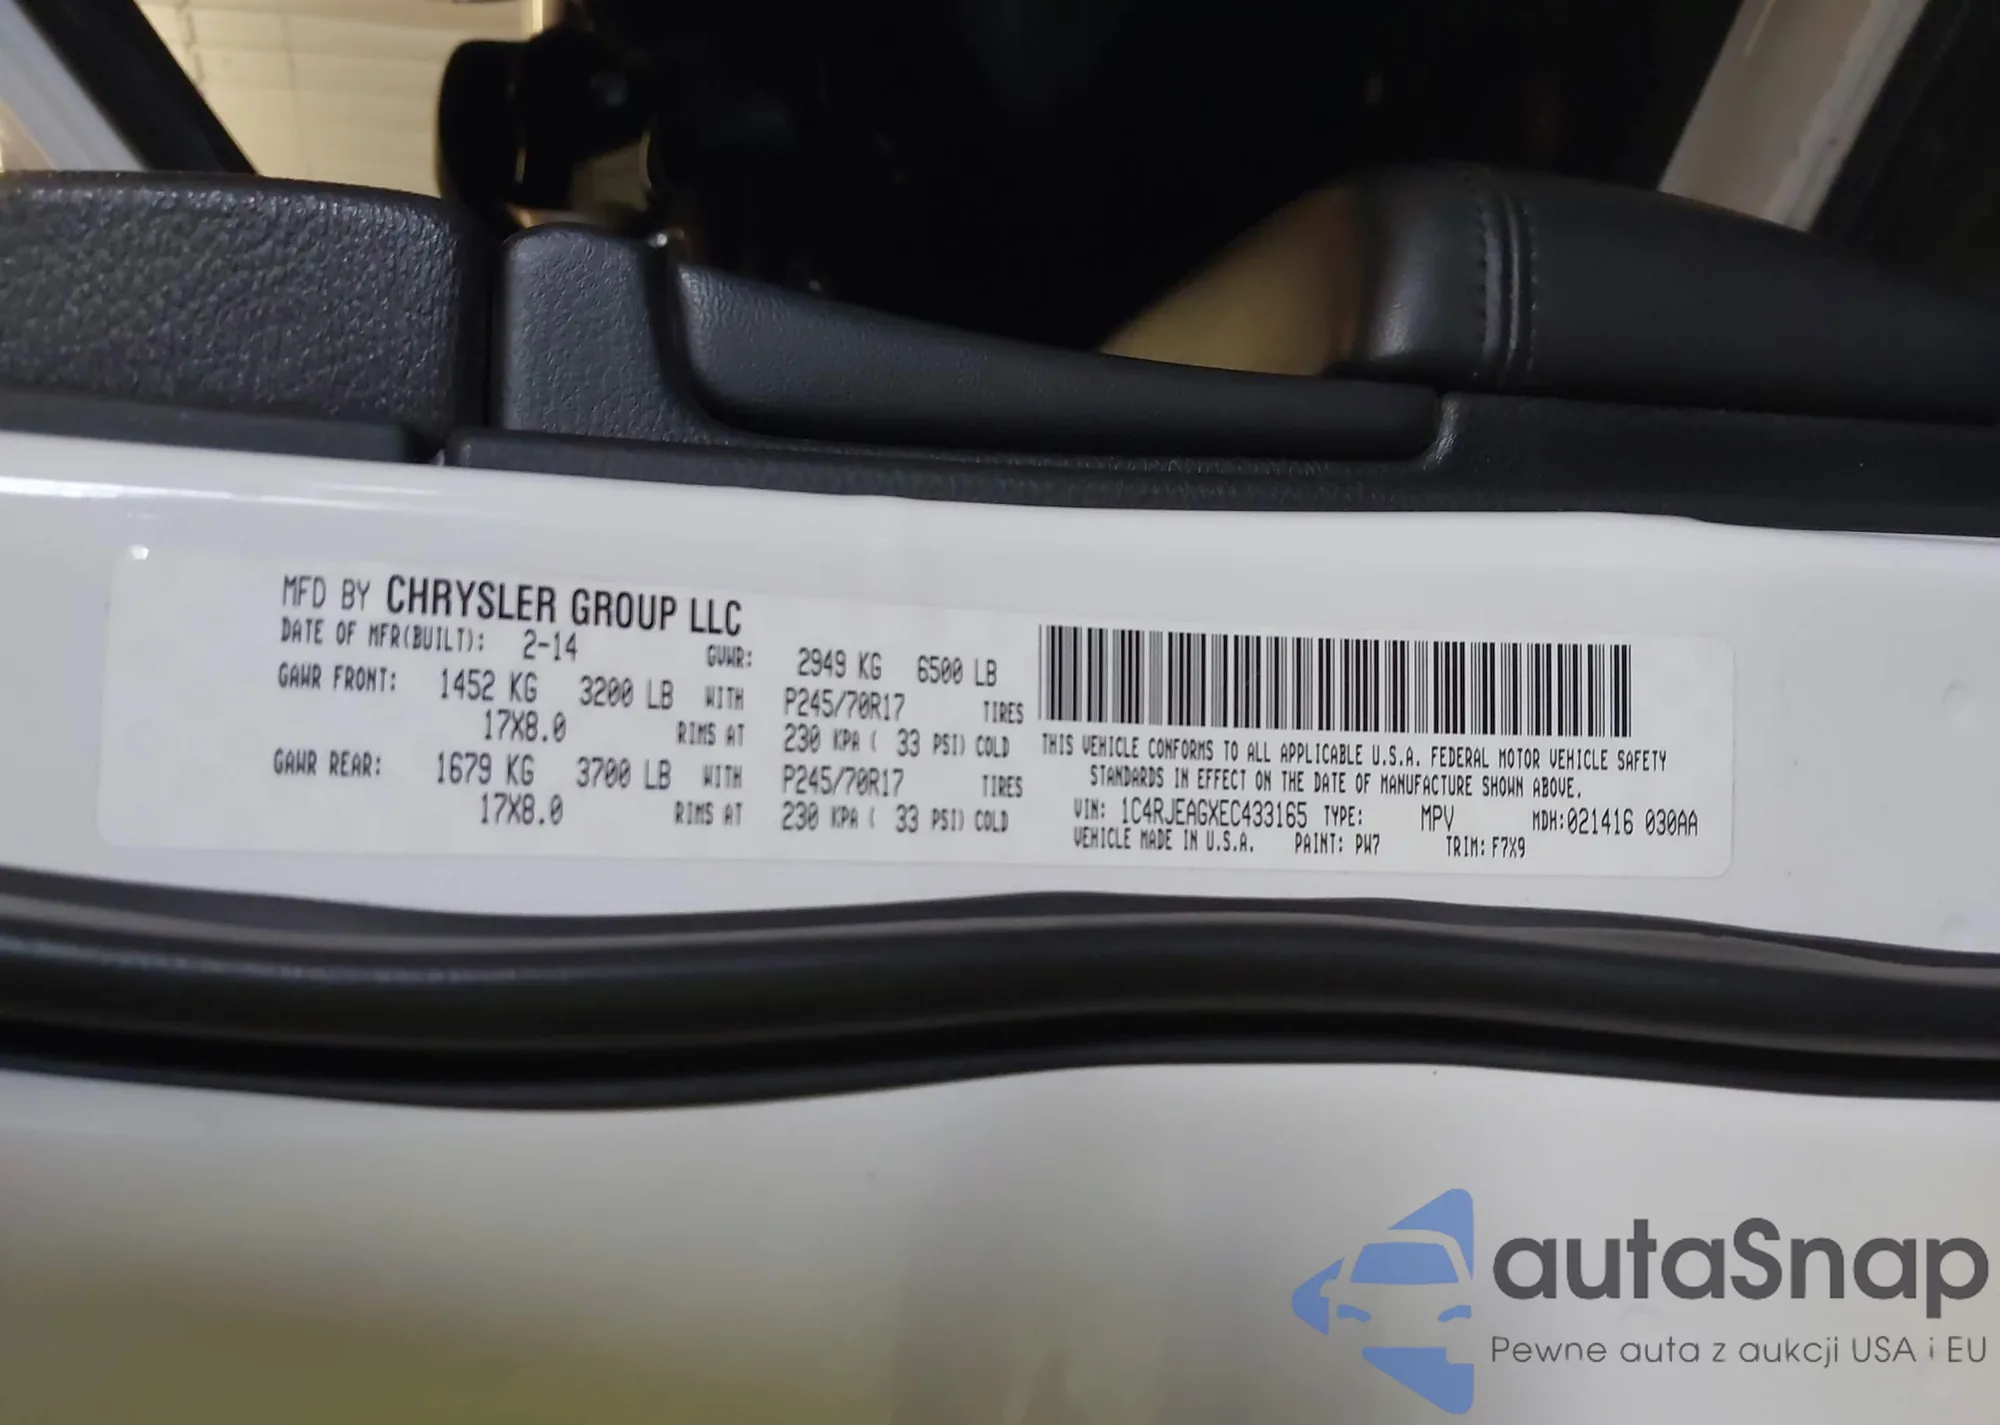 MFD BY CHRYSLER GROUP LLC
DATE OF MFR(BUILT): 2-14 GVWR: 2949 KG 6500 LB
GAWR FRONT: 1452 KG 3200 LB WITH P245/70R17 TIRES
17X8.0 RIMS AT 230 KPA ( 33 PSI) COLD
GAWR REAR: 1679 KG 3700 LB WITH P245/70R17 TIRES
17X8.0 RIMS AT 230 KPA ( 33 PSI) COLD
THIS VEHICLE CONFORMS TO ALL APPLICABLE U.S.A. FEDERAL MOTOR VEHICLE SAFETY
STANDARDS IN EFFECT ON THE DATE OF MANUFACTURE SHOWN ABOVE.
VIN: 1C4RJEAGXEC433165 TYPE: MPV MDH:021416 030AA
VEHICLE MADE IN U.S.A. PAINT: PW7 TRIM: F7X9
autaSnap
Pewne auta z aukcji USA i EU